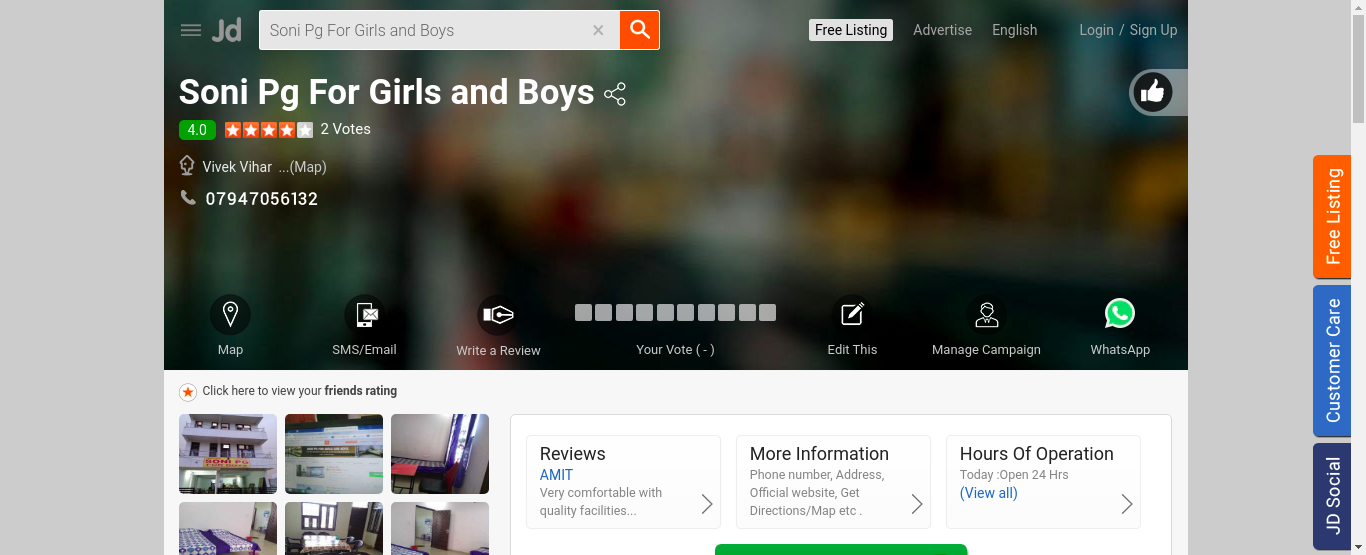 Jd
Soni Pg For Girls and Boys
Free Listing
Advertise
English
Login / Sign Up
Soni Pg For Girls and Boys
4.0
2 Votes
Vivek Vihar ...(Map)
07947056132
Map
SMS/Email
Write a Review
Your Vote ( - )
Edit This
Manage Campaign
WhatsApp
Free Listing
Customer Care
JD Social
Click here to view your friends rating
SONI PG
FOR BOYS
Reviews
AMIT
Very comfortable with
quality facilities...
More Information
Phone number, Address,
Official website, Get
Directions/Map etc .
Hours Of Operation
Today :Open 24 Hrs
(View all)